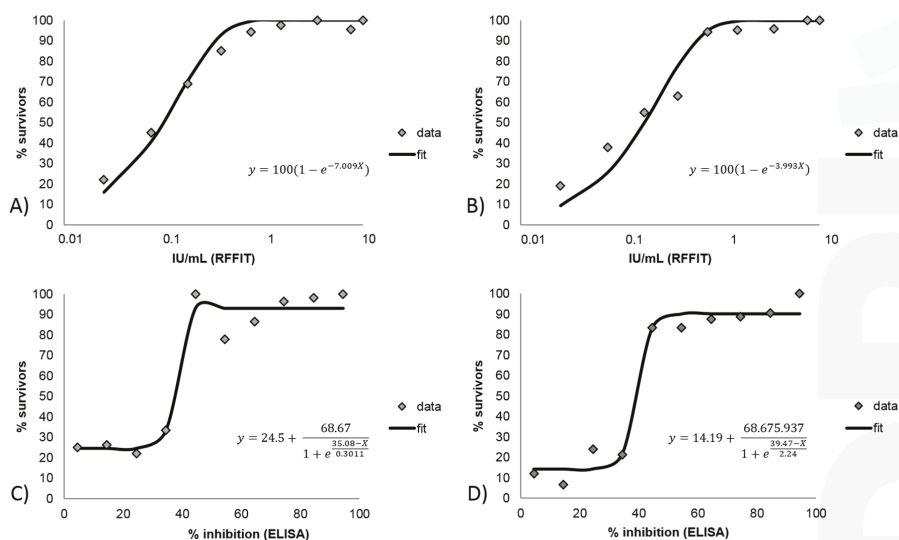 A)
% survivors
100
90
80
70
60
50
40
30
20
10
0
0.01 0.1 1 10
IU/mL (RFFIT)
data
fit
y = 100(1 − e^{−7.009X})
B)
% survivors
100
90
80
70
60
50
40
30
20
10
0
0.01 0.1 1 10
IU/mL (RFFIT)
data
fit
y = 100(1 − e^{−3.993X})
C)
% survivors
100
90
80
70
60
50
40
30
20
10
0
0 20 40 60 80 100
% inhibition (ELISA)
data
fit
y = 24.5 + \frac{68.67}{1 + e^{\frac{35.08−X}{0.3011}}}
D)
% survivors
100
90
80
70
60
50
40
30
20
10
0
0 20 40 60 80 100
% inhibition (ELISA)
data
fit
y = 14.19 + \frac{68.675.937}{1 + e^{\frac{39.47−X}{2.24}}}